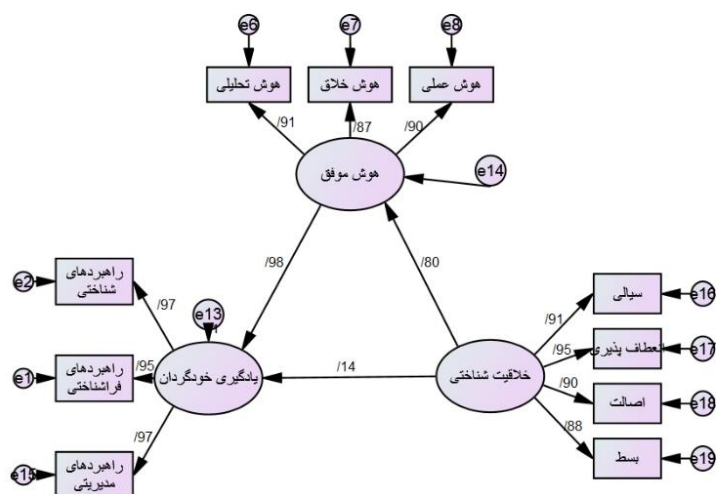 e6
e7
e8
هوش تحلیلی
هوش خلاق
هوش عملی
/91
/87
/90
هوش موفق
e14
/98
/80
e2
راهبردهای
شناختی
/97
e13
1
e1
راهبردهای
فراشناختی
/95
یادگیری خودگردان
/14
خلاقیت شناختی
/97
e15
راهبردهای
مدیریتی
/91
سیالی
e16
/95
انعطاف پذیری
e17
/90
اصالت
e18
/88
بسط
e19